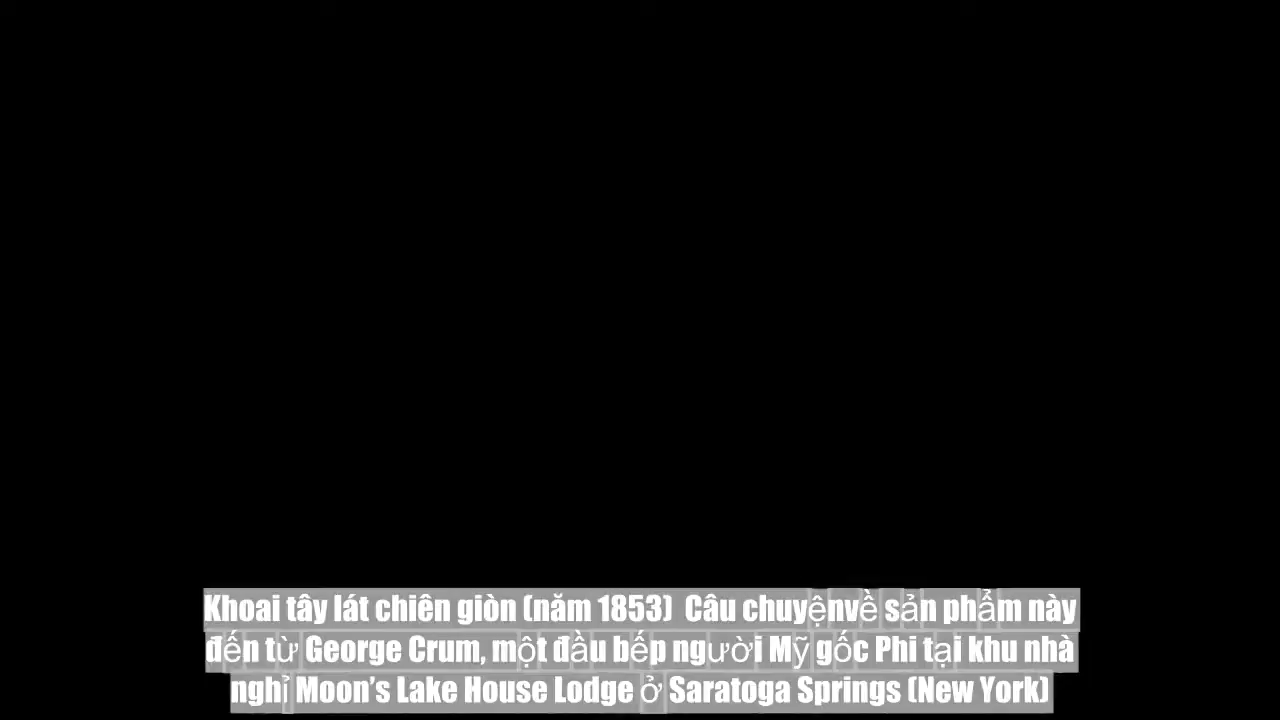 Khoai tây lát chiên giòn (năm 1853)  Câu chuyệnvề sản phẩm này
đến từ George Crum, một đầu bếp người Mỹ gốc Phi tại khu nhà
nghỉ Moon’s Lake House Lodge ở Saratoga Springs (New York)